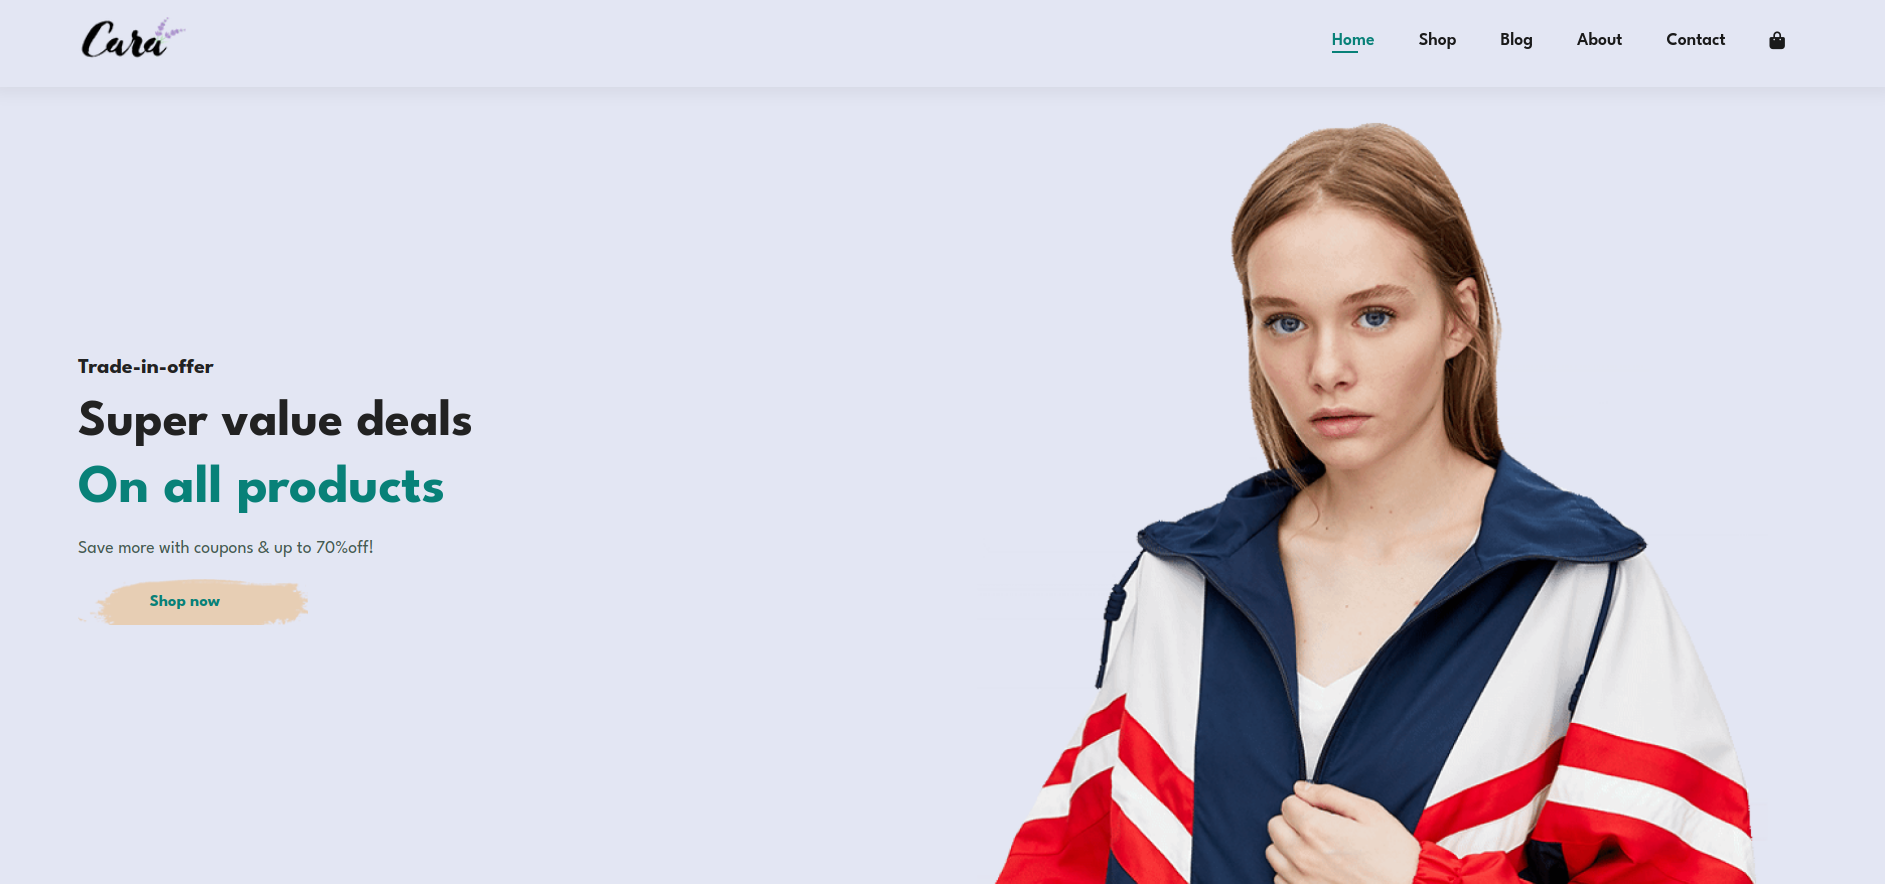 Cara
Home Shop Blog About Contact
Trade-in-offer
Super value deals
On all products
Save more with coupons & up to 70%off!
Shop now